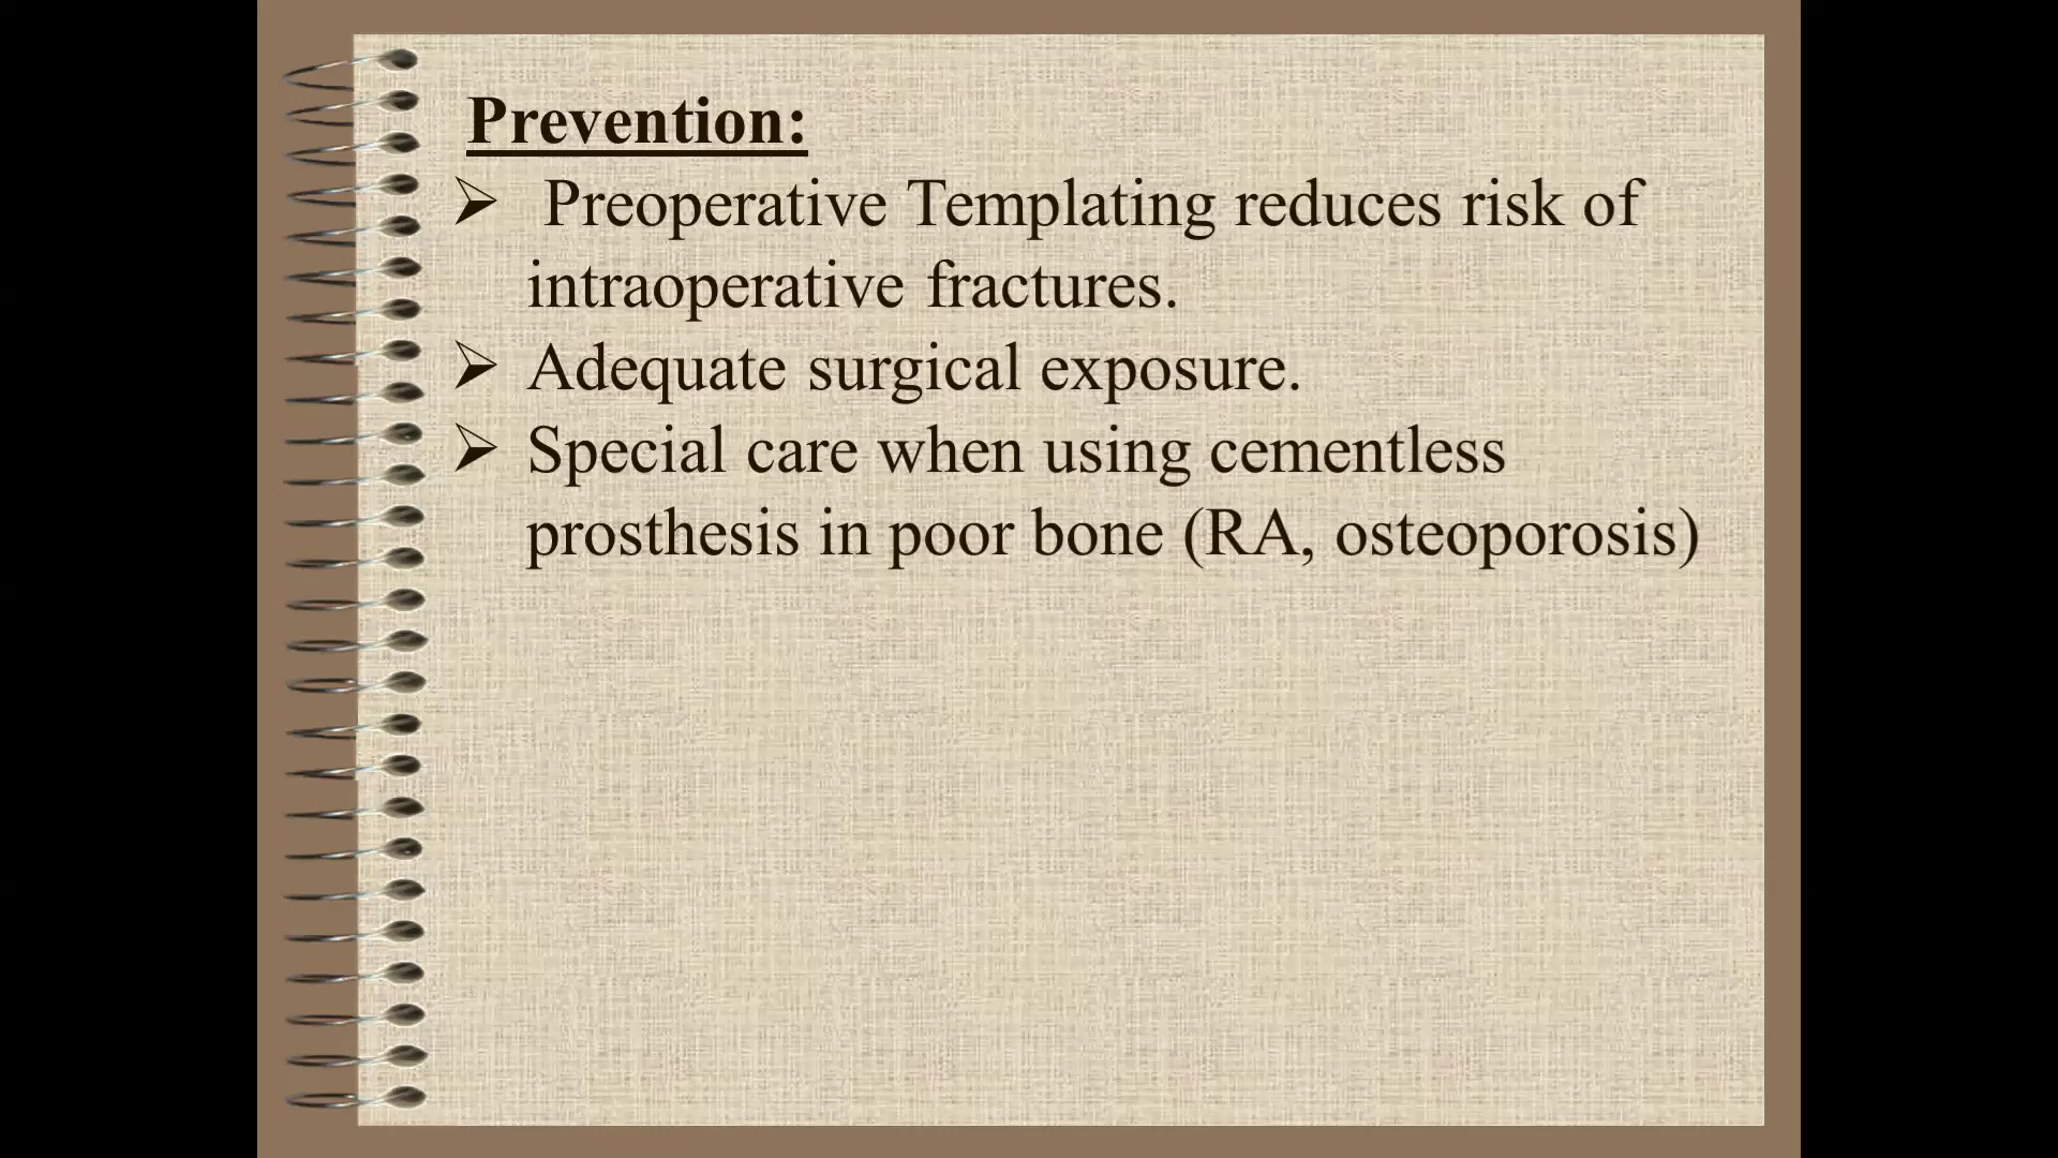 Prevention:
➢ Preoperative Templating reduces risk of
intraoperative fractures.
➢ Adequate surgical exposure.
➢ Special care when using cementless
prosthesis in poor bone (RA, osteoporosis)